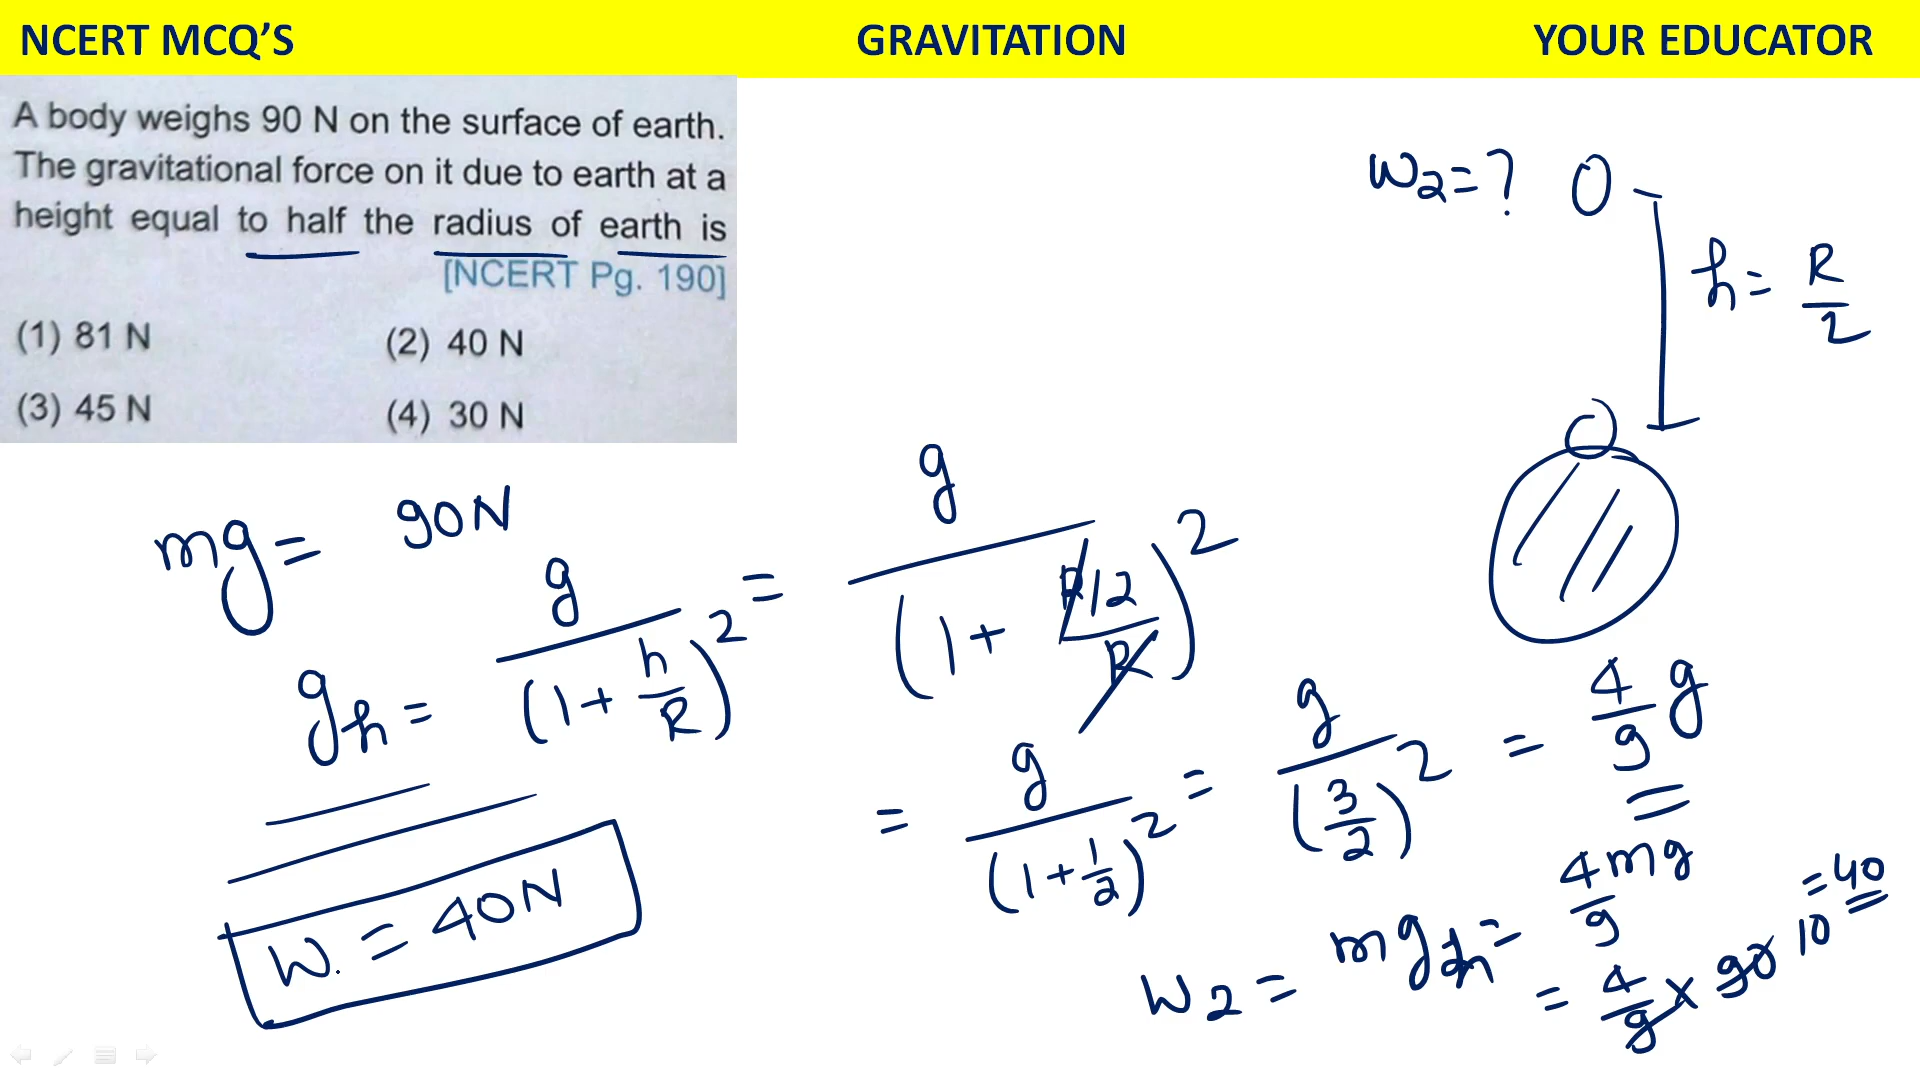 NCERT MCQ'S GRAVITATION YOUR EDUCATOR
A body weighs 90 N on the surface of earth.
The gravitational force on it due to earth at a
height equal to half the radius of earth is
[NCERT Pg. 190]
(1) 81 N (2) 40 N
(3) 45 N (4) 30 N
W2 = ?
h = R/2
mg = 90N
gh = g/(1 + h/R)^2 = g/(1 + R/2/R)^2
= g/(1 + 1/2)^2 = g/(3/2)^2 = 4/9 g
W2 = mgh = 4mg/9
= 4/9 x 90 10 = 40
W. = 40N